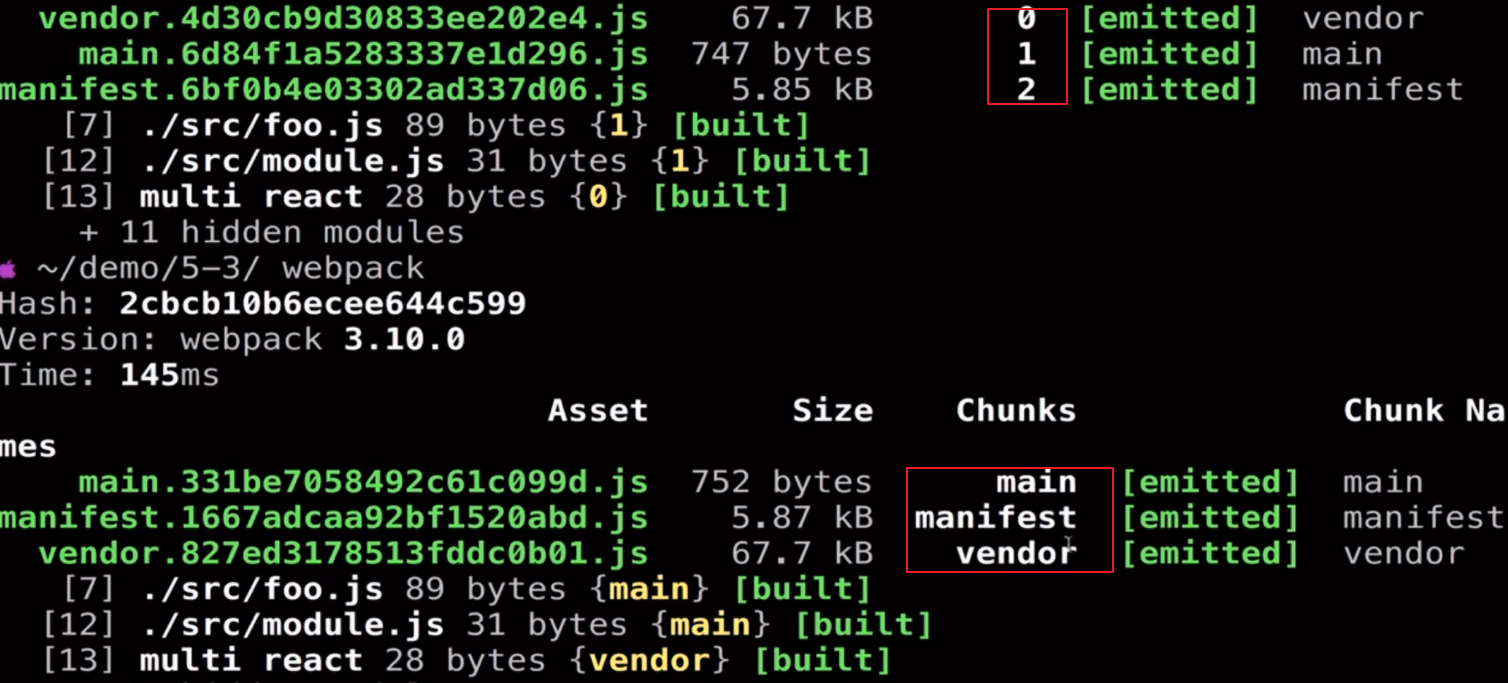 vendor.4d30cb9d30833ee202e4.js 67.7 kB 0 [emitted] vendor
main.6d84f1a5283337e1d296.js 747 bytes 1 [emitted] main
manifest.6bf0b4e03302ad337d06.js 5.85 kB 2 [emitted] manifest
[7] ./src/foo.js 89 bytes {1} [built]
[12] ./src/module.js 31 bytes {1} [built]
[13] multi react 28 bytes {0} [built]
+ 11 hidden modules
~/demo/5-3/ webpack
Hash: 2cbcb10b6ecee644c599
Version: webpack 3.10.0
Time: 145ms
Asset Size Chunks Chunk Na
mes
main.331be7058492c61c099d.js 752 bytes main [emitted] main
manifest.1667adcaa92bf1520abd.js 5.87 kB manifest [emitted] manifest
vendor.827ed3178513fddc0b01.js 67.7 kB vendor [emitted] vendor
[7] ./src/foo.js 89 bytes {main} [built]
[12] ./src/module.js 31 bytes {main} [built]
[13] multi react 28 bytes {vendor} [built]